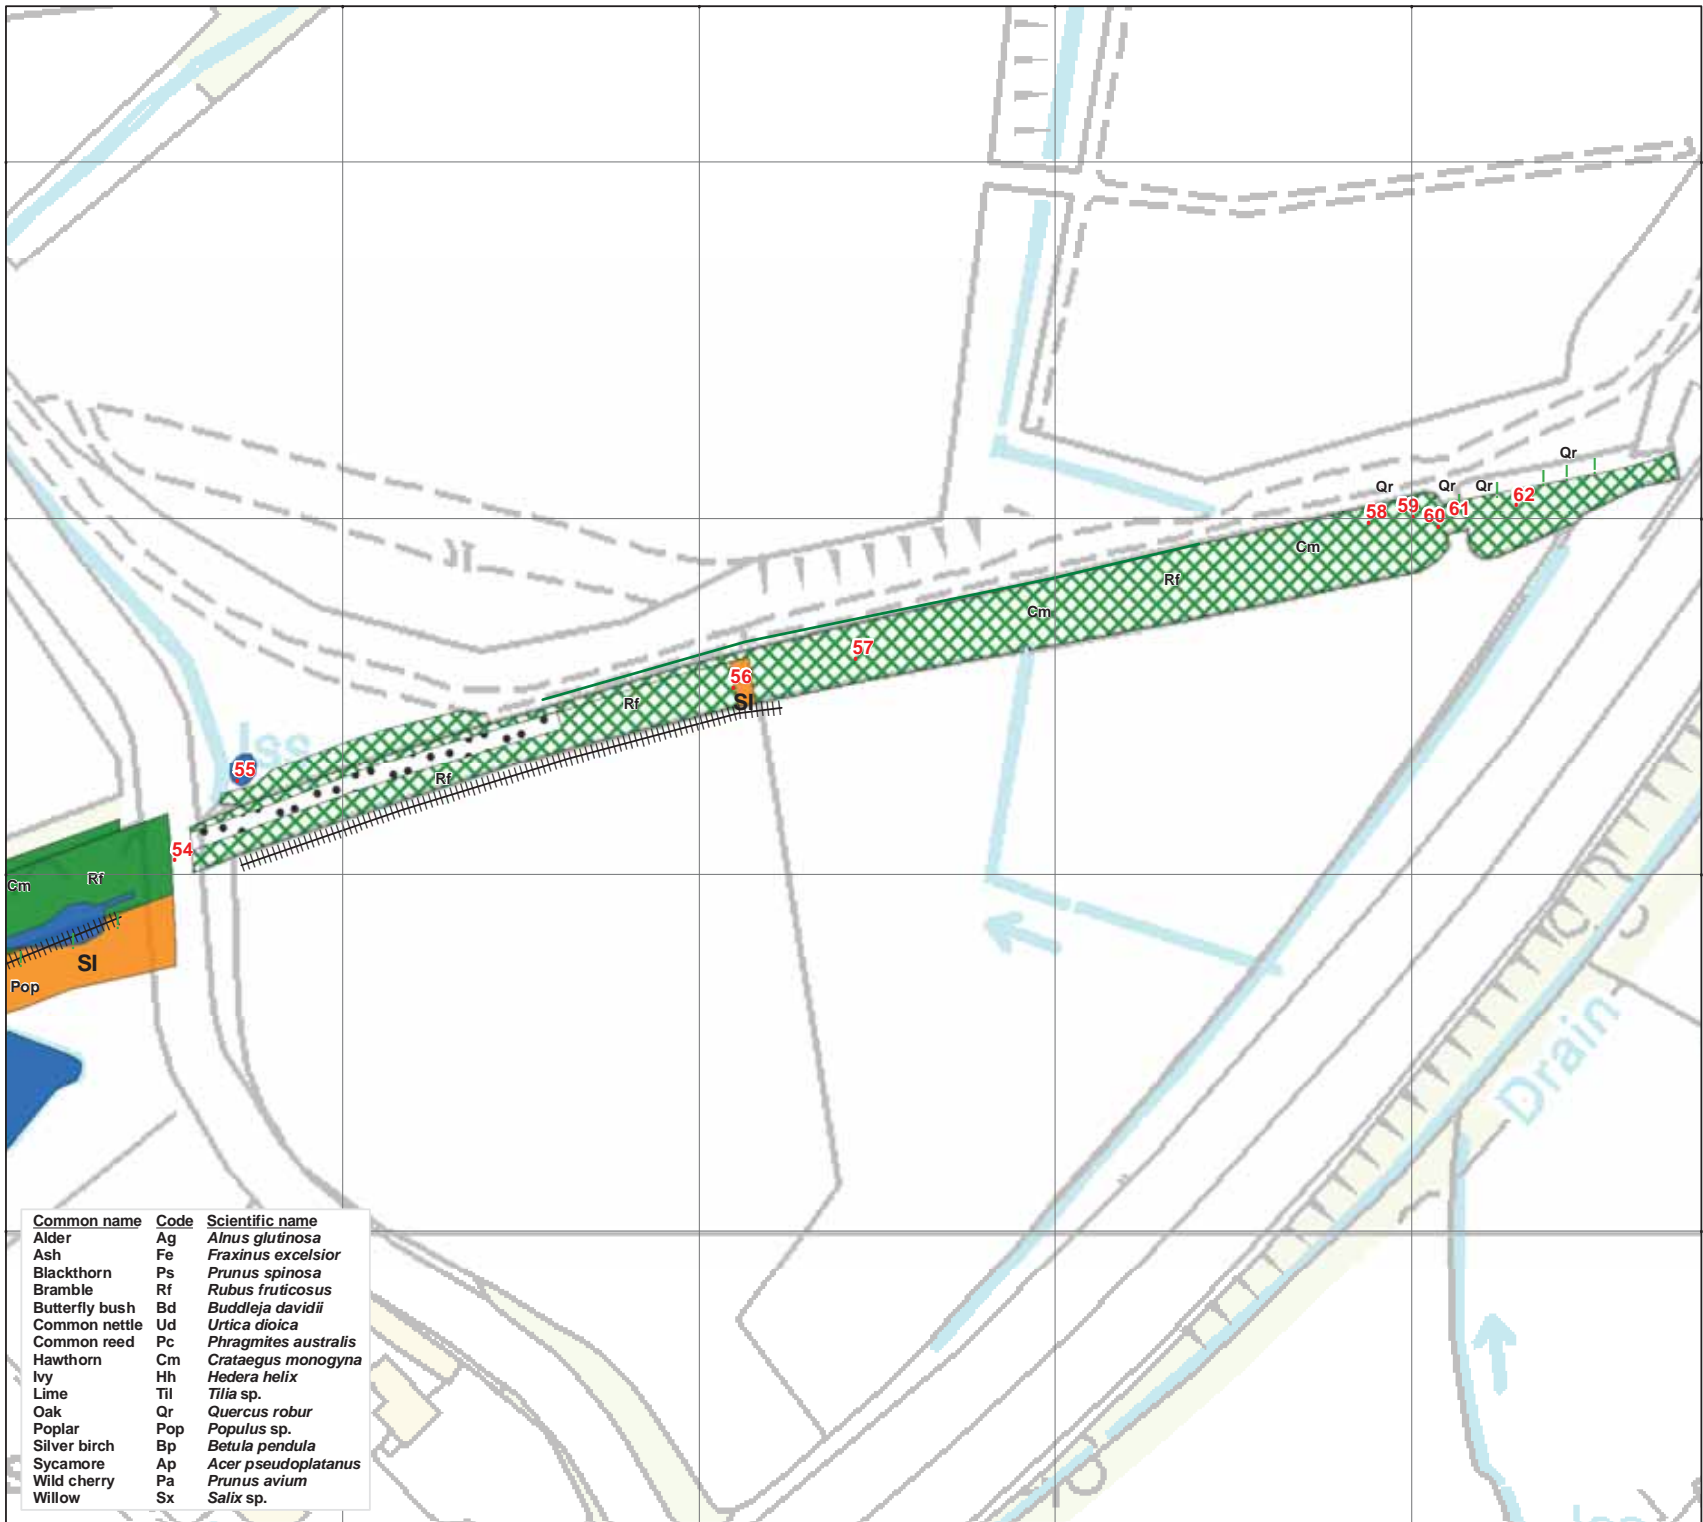 Qr
Qr Qr Qr
62
58 59 60 61
Cm
Rf
Cm
57
56
SI
Rf
Iss
55
Rf
54
Cm Rf
SI
Pop
Drain
Common name Code Scientific name
Alder Ag Alnus glutinosa
Ash Fe Fraxinus excelsior
Blackthorn Ps Prunus spinosa
Bramble Rf Rubus fruticosus
Butterfly bush Bd Buddleja davidii
Common nettle Ud Urtica dioica
Common reed Pc Phragmites australis
Hawthorn Cm Crataegus monogyna
Ivy Hh Hedera helix
Lime Til Tilia sp.
Oak Qr Quercus robur
Poplar Pop Populus sp.
Silver birch Bp Betula pendula
Sycamore Ap Acer pseudoplatanus
Wild cherry Pa Prunus avium
Willow Sx Salix sp.